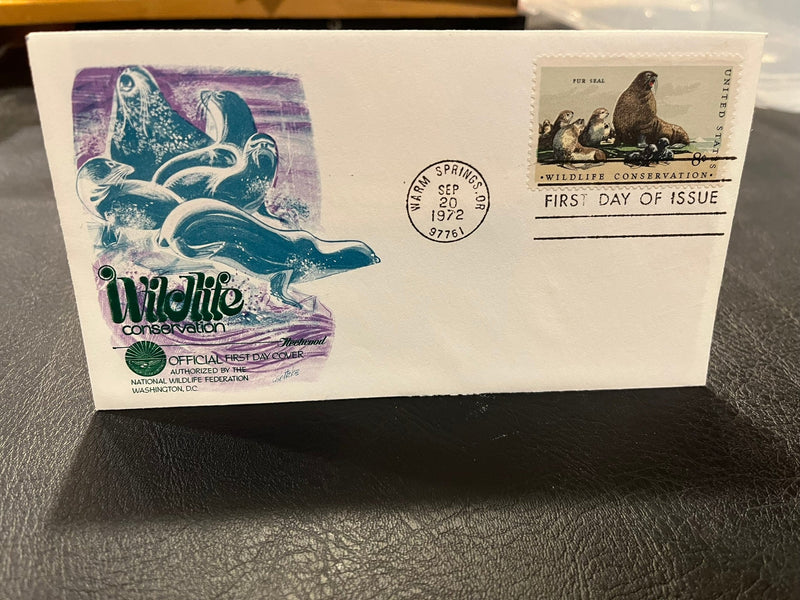 FUR SEAL
UNITED STATES
8¢
• WILDLIFE CONSERVATION •
WARM SPRINGS, OR
SEP
20
1972
97761
FIRST DAY OF ISSUE
Wildlife
conservation
Fleetwood
OFFICIAL FIRST DAY COVER
AUTHORIZED BY THE
NATIONAL WILDLIFE FEDERATION
WASHINGTON, D.C.